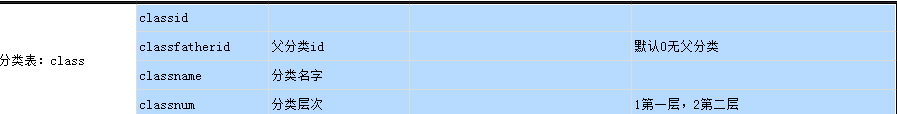 分类表：class
classid
classfatherid 父分类id 默认0无父分类
classname 分类名字
classnum 分类层次 1第一层，2第二层